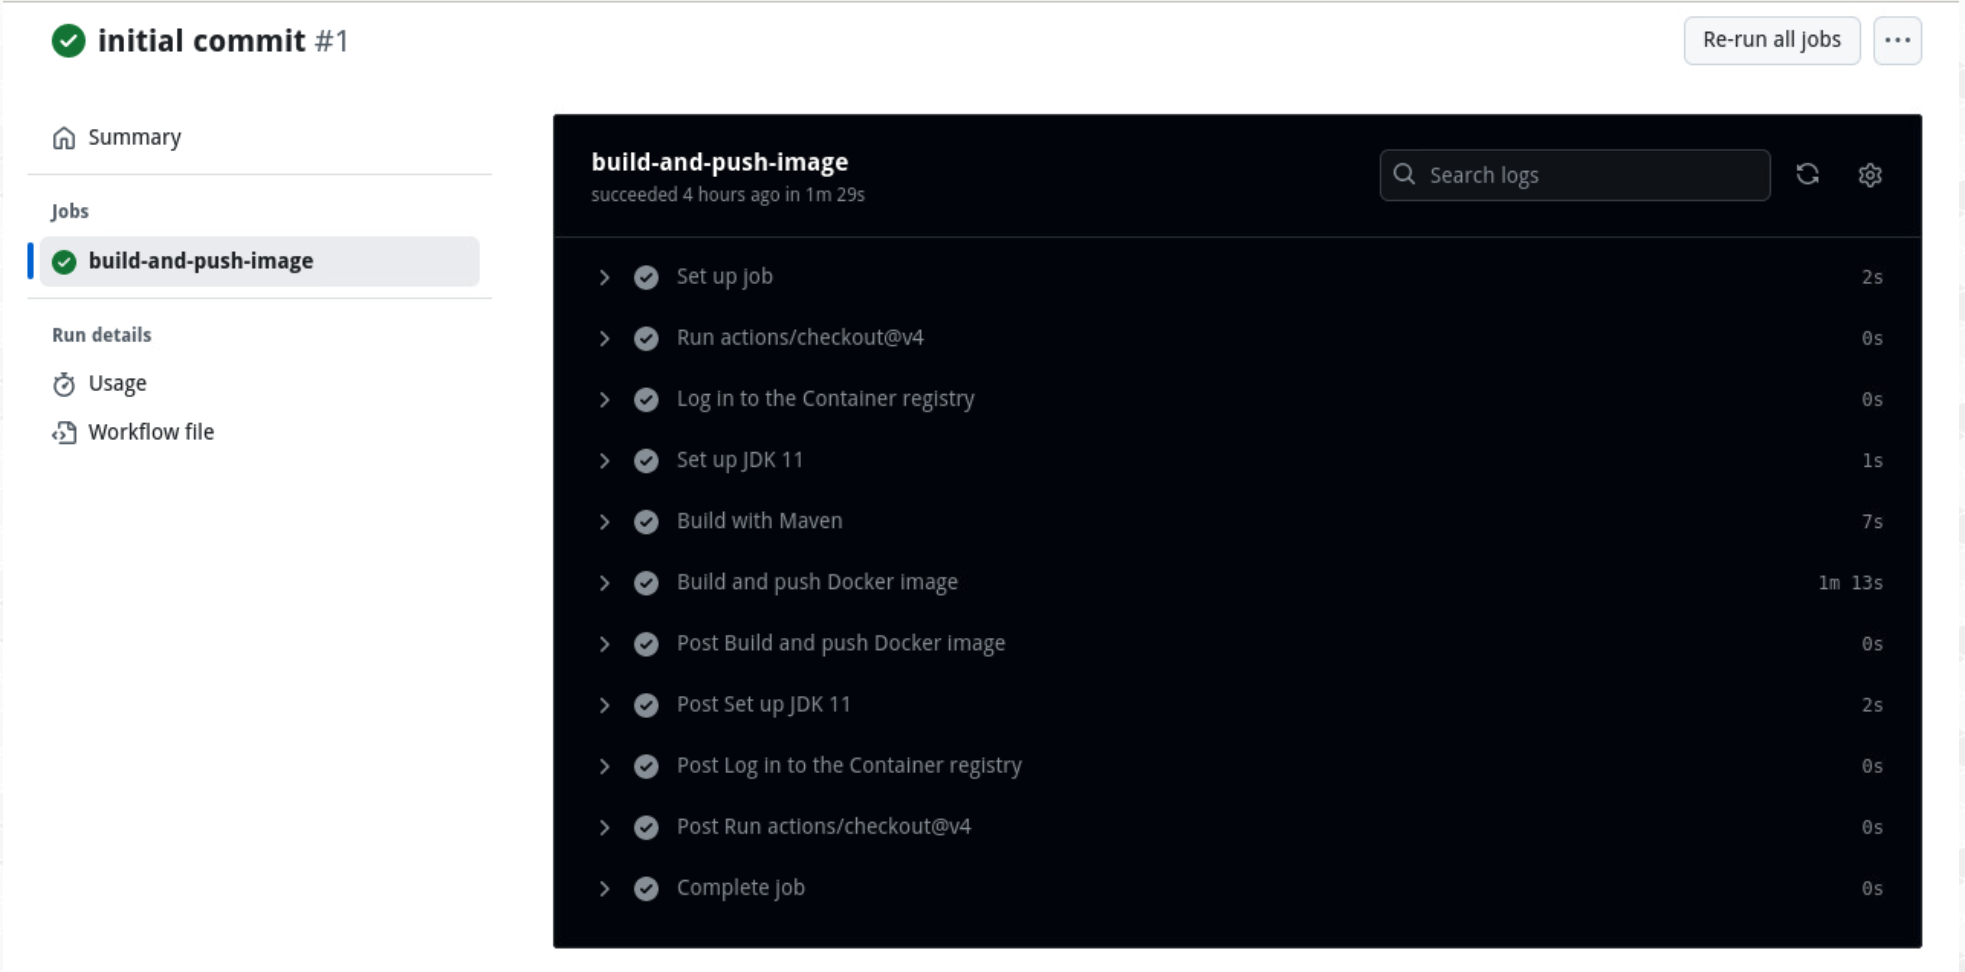 initial commit #1
Re-run all jobs
Summary
Jobs
build-and-push-image
Run details
Usage
Workflow file
build-and-push-image
succeeded 4 hours ago in 1m 29s
Search logs
Set up job 2s
Run actions/checkout@v4 0s
Log in to the Container registry 0s
Set up JDK 11 1s
Build with Maven 7s
Build and push Docker image 1m 13s
Post Build and push Docker image 0s
Post Set up JDK 11 2s
Post Log in to the Container registry 0s
Post Run actions/checkout@v4 0s
Complete job 0s